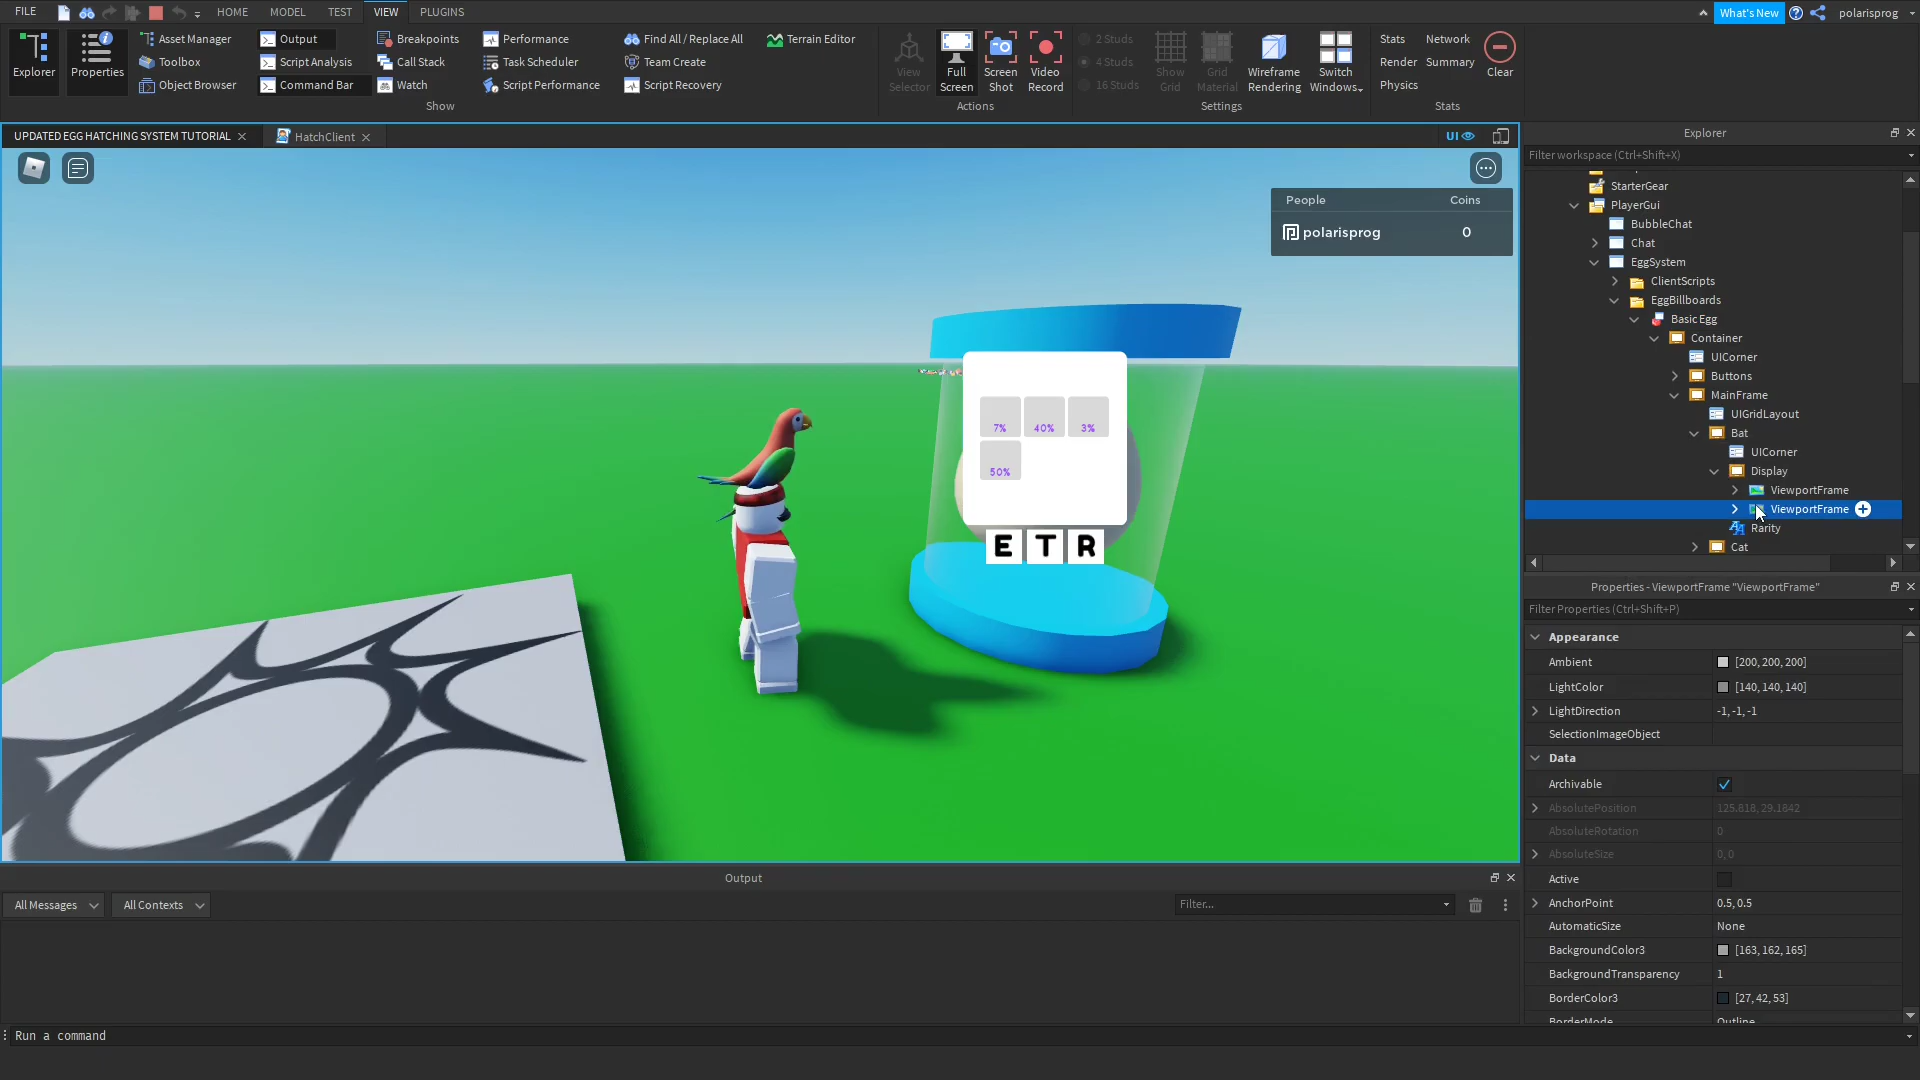 FILE HOME MODEL TEST VIEW PLUGINS What's New polarisprog
Explorer Properties
Asset Manager Output Breakpoints Performance Find All / Replace All Terrain Editor
Toolbox Script Analysis Call Stack Task Scheduler Team Create
Object Browser Command Bar Watch Script Performance Script Recovery
Show
View Selector Full Screen Screen Shot Video Record
Actions
2 Studs
4 Studs
16 Studs
Show Grid Grid Material Wireframe Rendering Switch Windows
Settings
Stats Network
Render Summary
Physics
Clear
Stats
UPDATED EGG HATCHING SYSTEM TUTORIAL HatchClient UI
People Coins
polarisprog 0
7% 40% 3%
50%
E T R
Explorer
Filter workspace (Ctrl+Shift+X)
StarterGear
PlayerGui
BubbleChat
Chat
EggSystem
ClientScripts
EggBillboards
Basic Egg
Container
UICorner
Buttons
MainFrame
UIGridLayout
Bat
UICorner
Display
ViewportFrame
ViewportFrame
Rarity
Cat
Properties - ViewportFrame "ViewportFrame"
Filter Properties (Ctrl+Shift+P)
Appearance
Ambient [200, 200, 200]
LightColor [140, 140, 140]
LightDirection -1, -1, -1
SelectionImageObject
Data
Archivable
AbsolutePosition 125.818, 29.1842
AbsoluteRotation 0
AbsoluteSize 0, 0
Active
AnchorPoint 0.5, 0.5
AutomaticSize None
BackgroundColor3 [163, 162, 165]
BackgroundTransparency 1
BorderColor3 [27, 42, 53]
BorderMode Outline
Output
All Messages All Contexts Filter...
Run a command